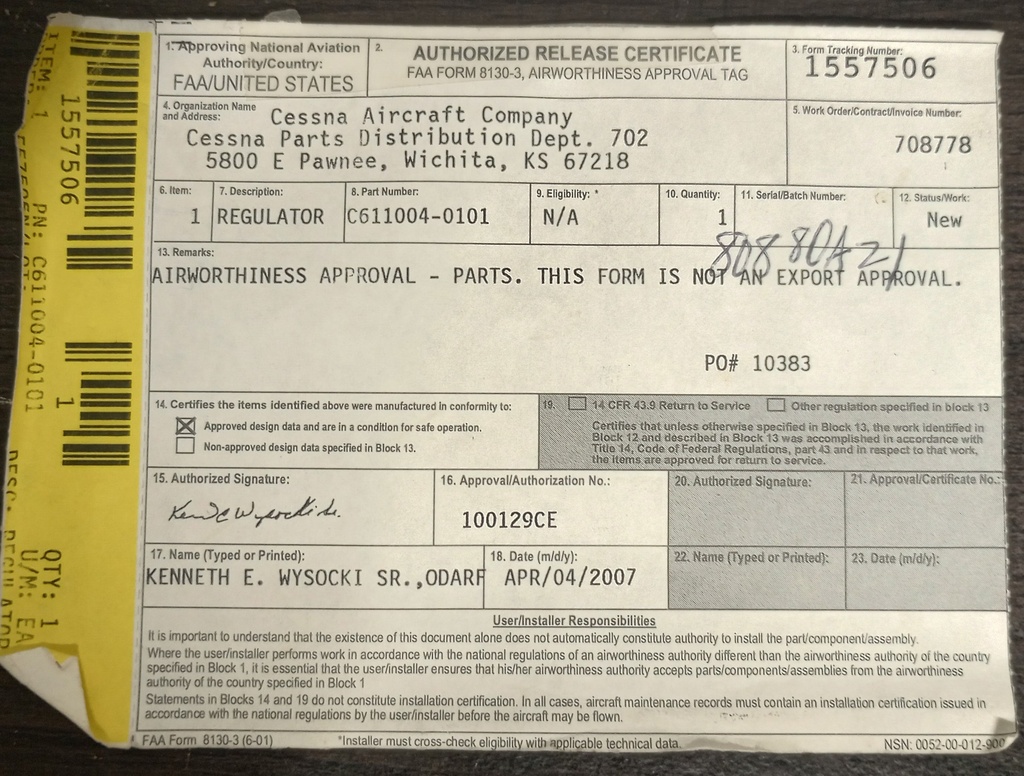 ITEM: 1
1557506
PN: C611004-0101
1
QTY: 1
U/M: EA
1. Approving National Aviation Authority/Country:
FAA/UNITED STATES
2.
AUTHORIZED RELEASE CERTIFICATE
FAA FORM 8130-3, AIRWORTHINESS APPROVAL TAG
3. Form Tracking Number:
1557506
4. Organization Name and Address:
Cessna Aircraft Company
Cessna Parts Distribution Dept. 702
5800 E Pawnee, Wichita, KS 67218
5. Work Order/Contract/Invoice Number:
708778
6. Item:
1
7. Description:
REGULATOR
8. Part Number:
C611004-0101
9. Eligibility: *
N/A
10. Quantity:
1
11. Serial/Batch Number:
80880A21
12. Status/Work:
New
13. Remarks:
AIRWORTHINESS APPROVAL - PARTS. THIS FORM IS NOT AN EXPORT APPROVAL.
PO# 10383
14. Certifies the items identified above were manufactured in conformity to:
Approved design data and are in a condition for safe operation.
Non-approved design data specified in Block 13.
19. 14 CFR 43.9 Return to Service Other regulation specified in block 13
Certifies that unless otherwise specified in Block 13, the work identified in
Block 12 and described in Block 13 was accomplished in accordance with
Title 14, Code of Federal Regulations, part 43 and in respect to that work,
the items are approved for return to service.
15. Authorized Signature:
16. Approval/Authorization No.:
100129CE
20. Authorized Signature:
21. Approval/Certificate No.:
17. Name (Typed or Printed):
KENNETH E. WYSOCKI SR.,ODARF
18. Date (m/d/y):
APR/04/2007
22. Name (Typed or Printed):
23. Date (m/d/y):
User/Installer Responsibilities
It is important to understand that the existence of this document alone does not automatically constitute authority to install the part/component/assembly.
Where the user/installer performs work in accordance with the national regulations of an airworthiness authority different than the airworthiness authority of the country
specified in Block 1, it is essential that the user/installer ensures that his/her airworthiness authority accepts parts/components/assemblies from the airworthiness
authority of the country specified in Block 1
Statements in Blocks 14 and 19 do not constitute installation certification. In all cases, aircraft maintenance records must contain an installation certification issued in
accordance with the national regulations by the user/installer before the aircraft may be flown.
FAA Form 8130-3 (6-01)
*Installer must cross-check eligibility with applicable technical data.
NSN: 0052-00-012-900